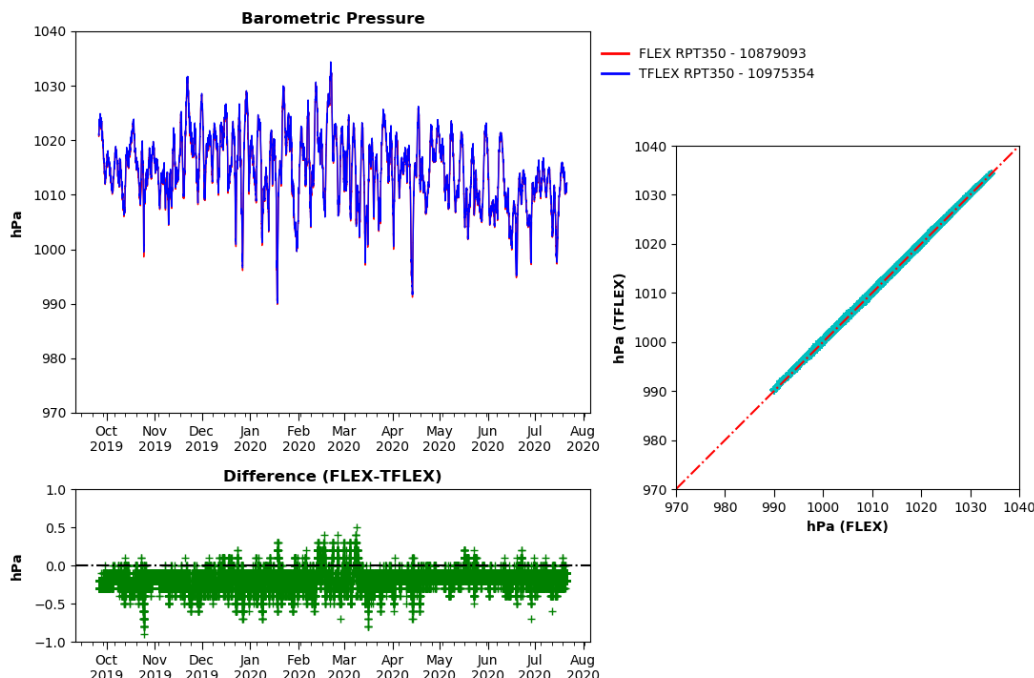 Barometric Pressure
1040
1030
1020
1010
1000
990
980
970
hPa
Oct Nov Dec Jan Feb Mar Apr May Jun Jul Aug
2019 2019 2019 2020 2020 2020 2020 2020 2020 2020 2020
FLEX RPT350 - 10879093
TFLEX RPT350 - 10975354
1040
1030
1020
1010
1000
990
980
970
hPa (TFLEX)
970 980 990 1000 1010 1020 1030 1040
hPa (FLEX)
Difference (FLEX-TFLEX)
1.0
0.5
0.0
−0.5
−1.0
hPa
Oct Nov Dec Jan Feb Mar Apr May Jun Jul Aug
2019 2019 2019 2020 2020 2020 2020 2020 2020 2020 2020